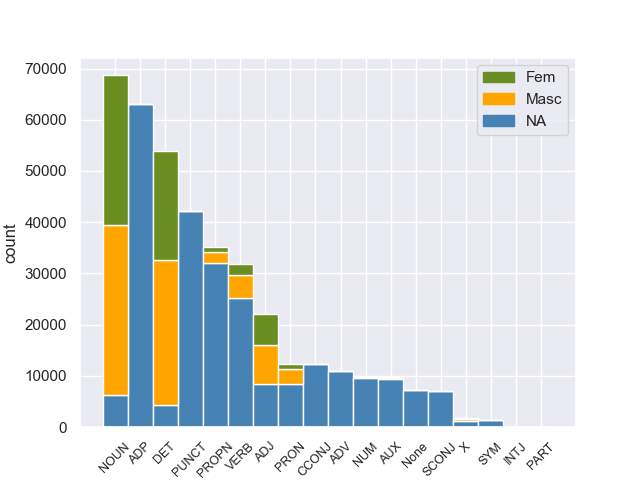 70000
60000
50000
40000
30000
20000
10000
0
count
Fem
Masc
NA
NOUN
ADP
DET
PUNCT
PROPN
VERB
ADJ
PRON
CCONJ
ADV
NUM
AUX
None
SCONJ
X
SYM
INTJ
PART